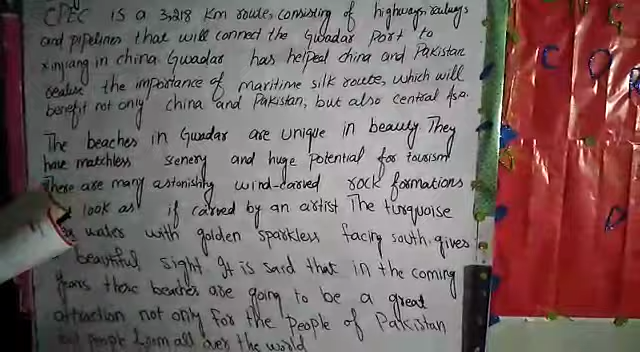 CPEC is a 3,218 Km route, consisting of highways, railways
and pipelines that will connect the Gwadar Port to
xinjiang in china Gwadar has helped china and Pakistan
realise the importance of maritime silk route, which will
benefit not only china and Pakistan, but also central Asa.
The beaches in Gwadar are unique in beauty They
have matchless scenery and huge Potential for tourism
There are many astonishly wind-carved rock formations
look as if carved by an artist The turquoise
water with golden sparkless facing south, gives
beautiful sight. It is said that in the coming
years these beaches are going to be a great
attraction not only for the people of Pakistan
but people from all over the world
C O R